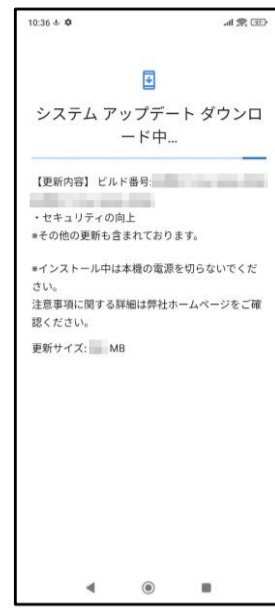 10:36
システム アップデート ダウンロ
ード中...
【更新内容】 ビルド番号:
・セキュリティの向上
*その他の更新も含まれております。
*インストール中は本機の電源を切らないでくだ
さい。
注意事項に関する詳細は弊社ホームページをご確
認ください。
更新サイズ: MB